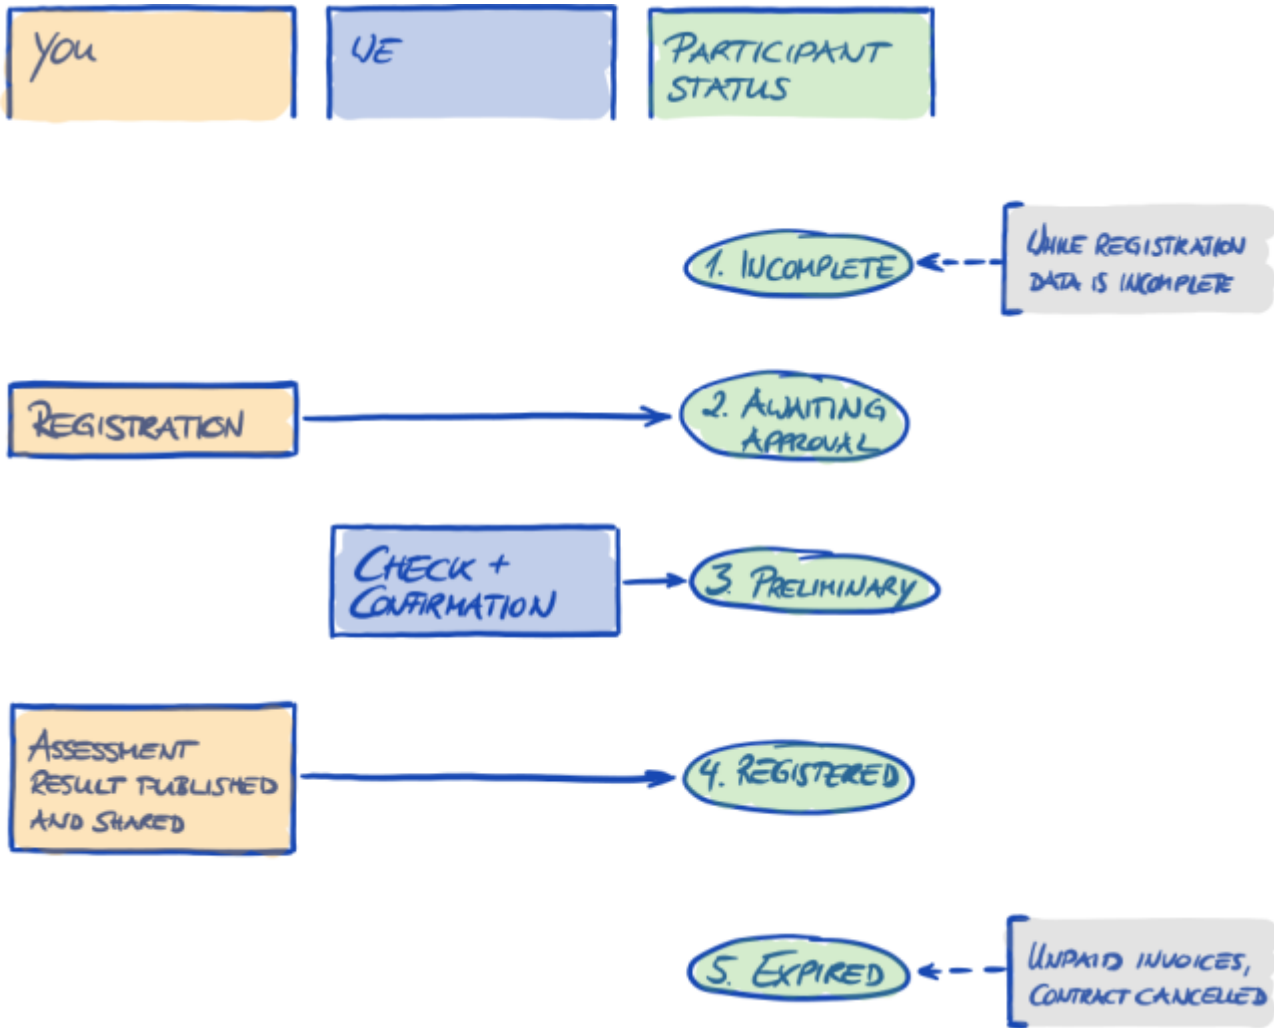 You
WE
PARTICIPANT
STATUS
1. INCOMPLETE
WHILE REGISTRATION
DATA IS INCOMPLETE
REGISTRATION
2. AWAITING
APPROVAL
CHECK +
CONFIRMATION
3. PRELIMINARY
ASSESSMENT
RESULT PUBLISHED
AND SHARED
4. REGISTERED
5. EXPIRED
UNPAID INVOICES,
CONTRACT CANCELLED